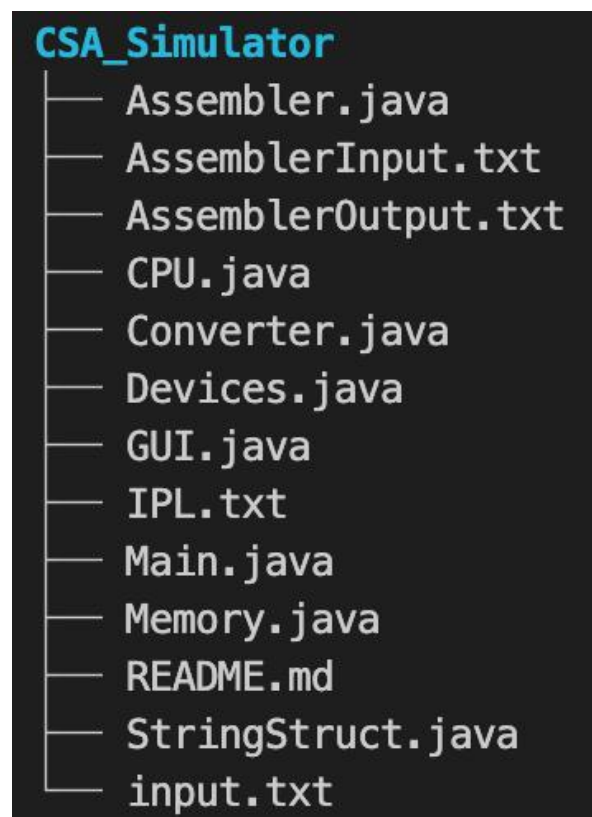 CSA_Simulator
├── Assembler.java
├── AssemblerInput.txt
├── AssemblerOutput.txt
├── CPU.java
├── Converter.java
├── Devices.java
├── GUI.java
├── IPL.txt
├── Main.java
├── Memory.java
├── README.md
├── StringStruct.java
└── input.txt